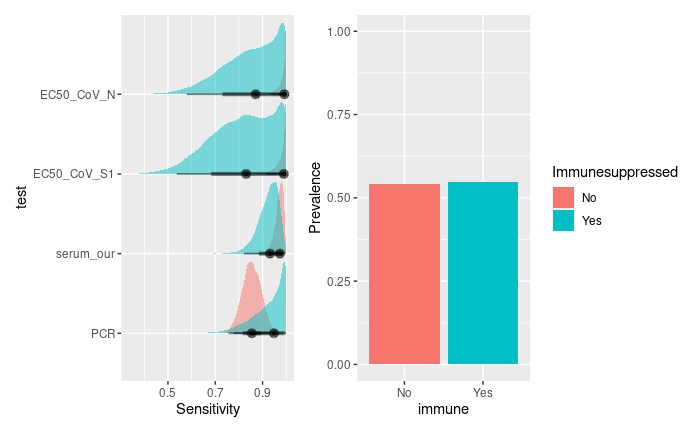 test
EC50_CoV_N
EC50_CoV_S1
serum_our
PCR
0.5 0.7 0.9
Sensitivity
Prevalence
1.00
0.75
0.50
0.25
0.00
No Yes
immune
Immunesuppressed
No
Yes